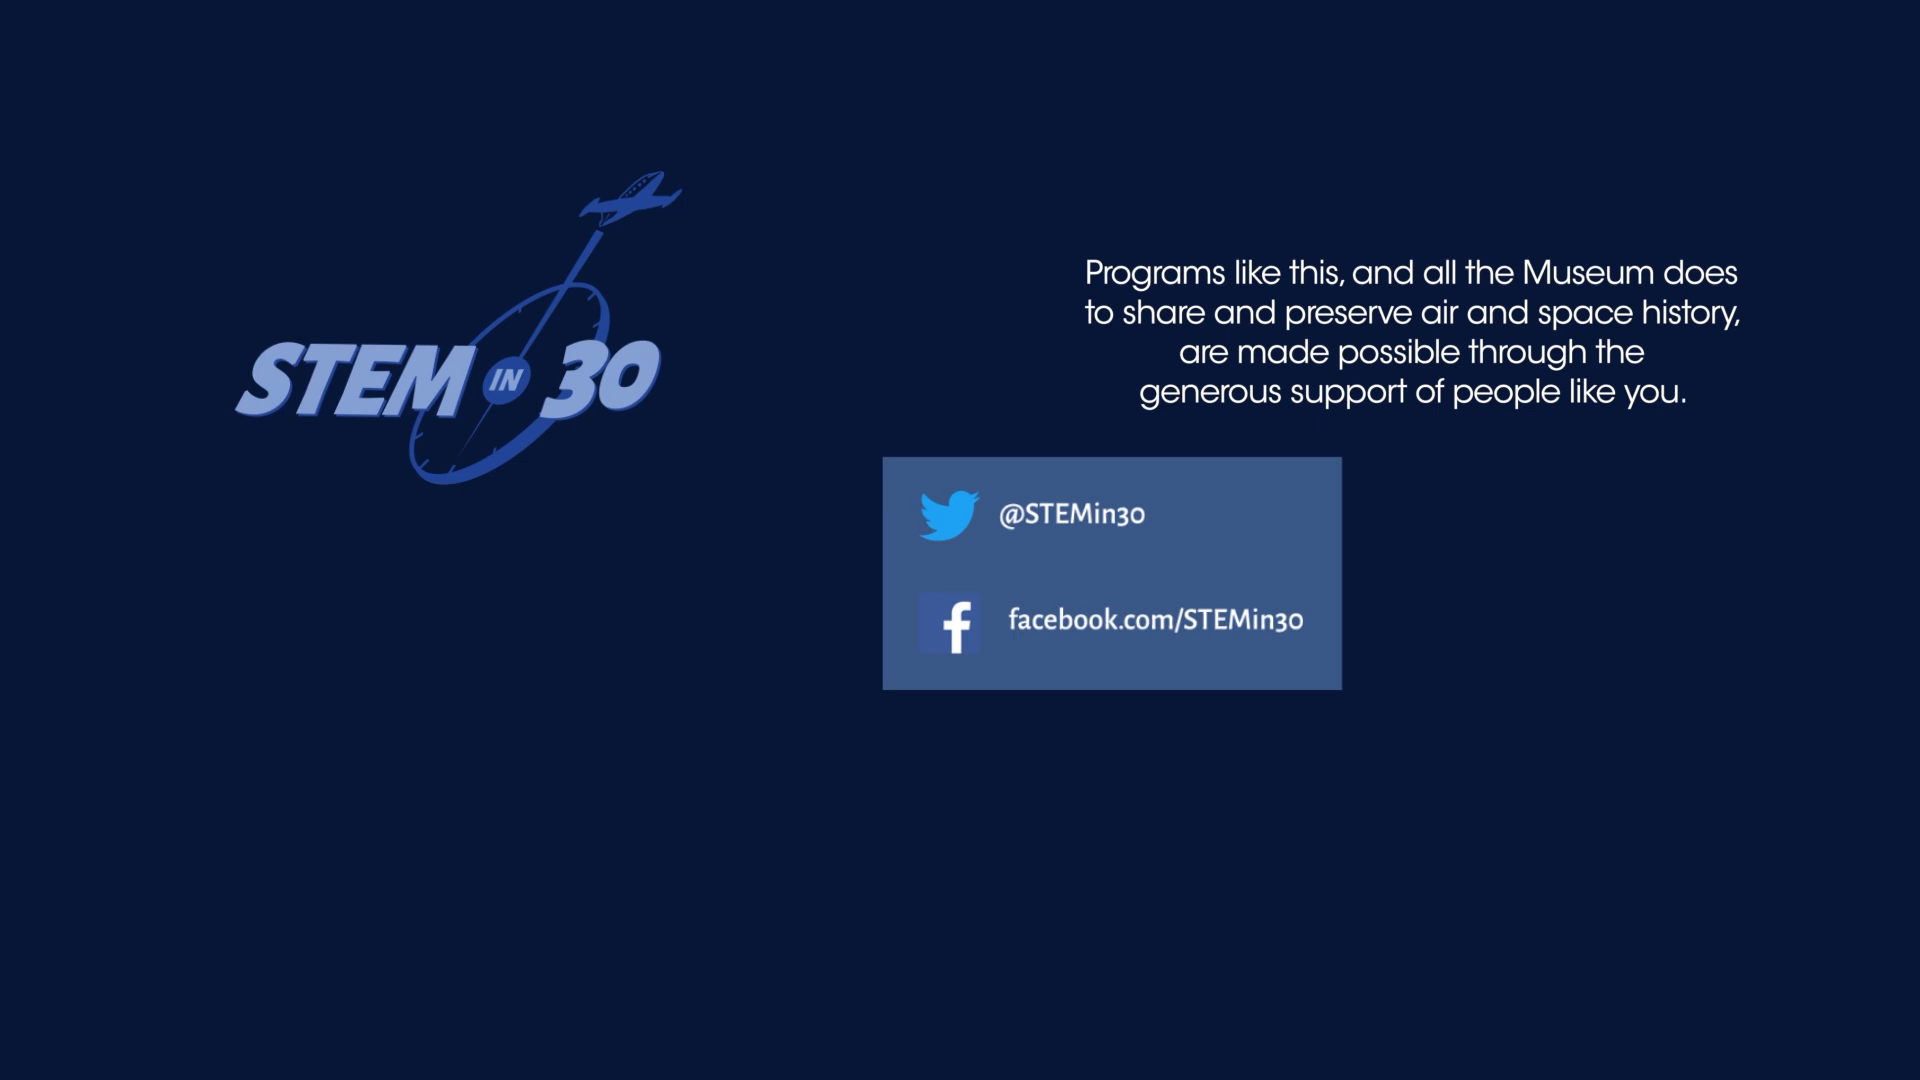 STEM IN 30
Programs like this, and all the Museum does
to share and preserve air and space history,
are made possible through the
generous support of people like you.
@STEMin30
facebook.com/STEMin30